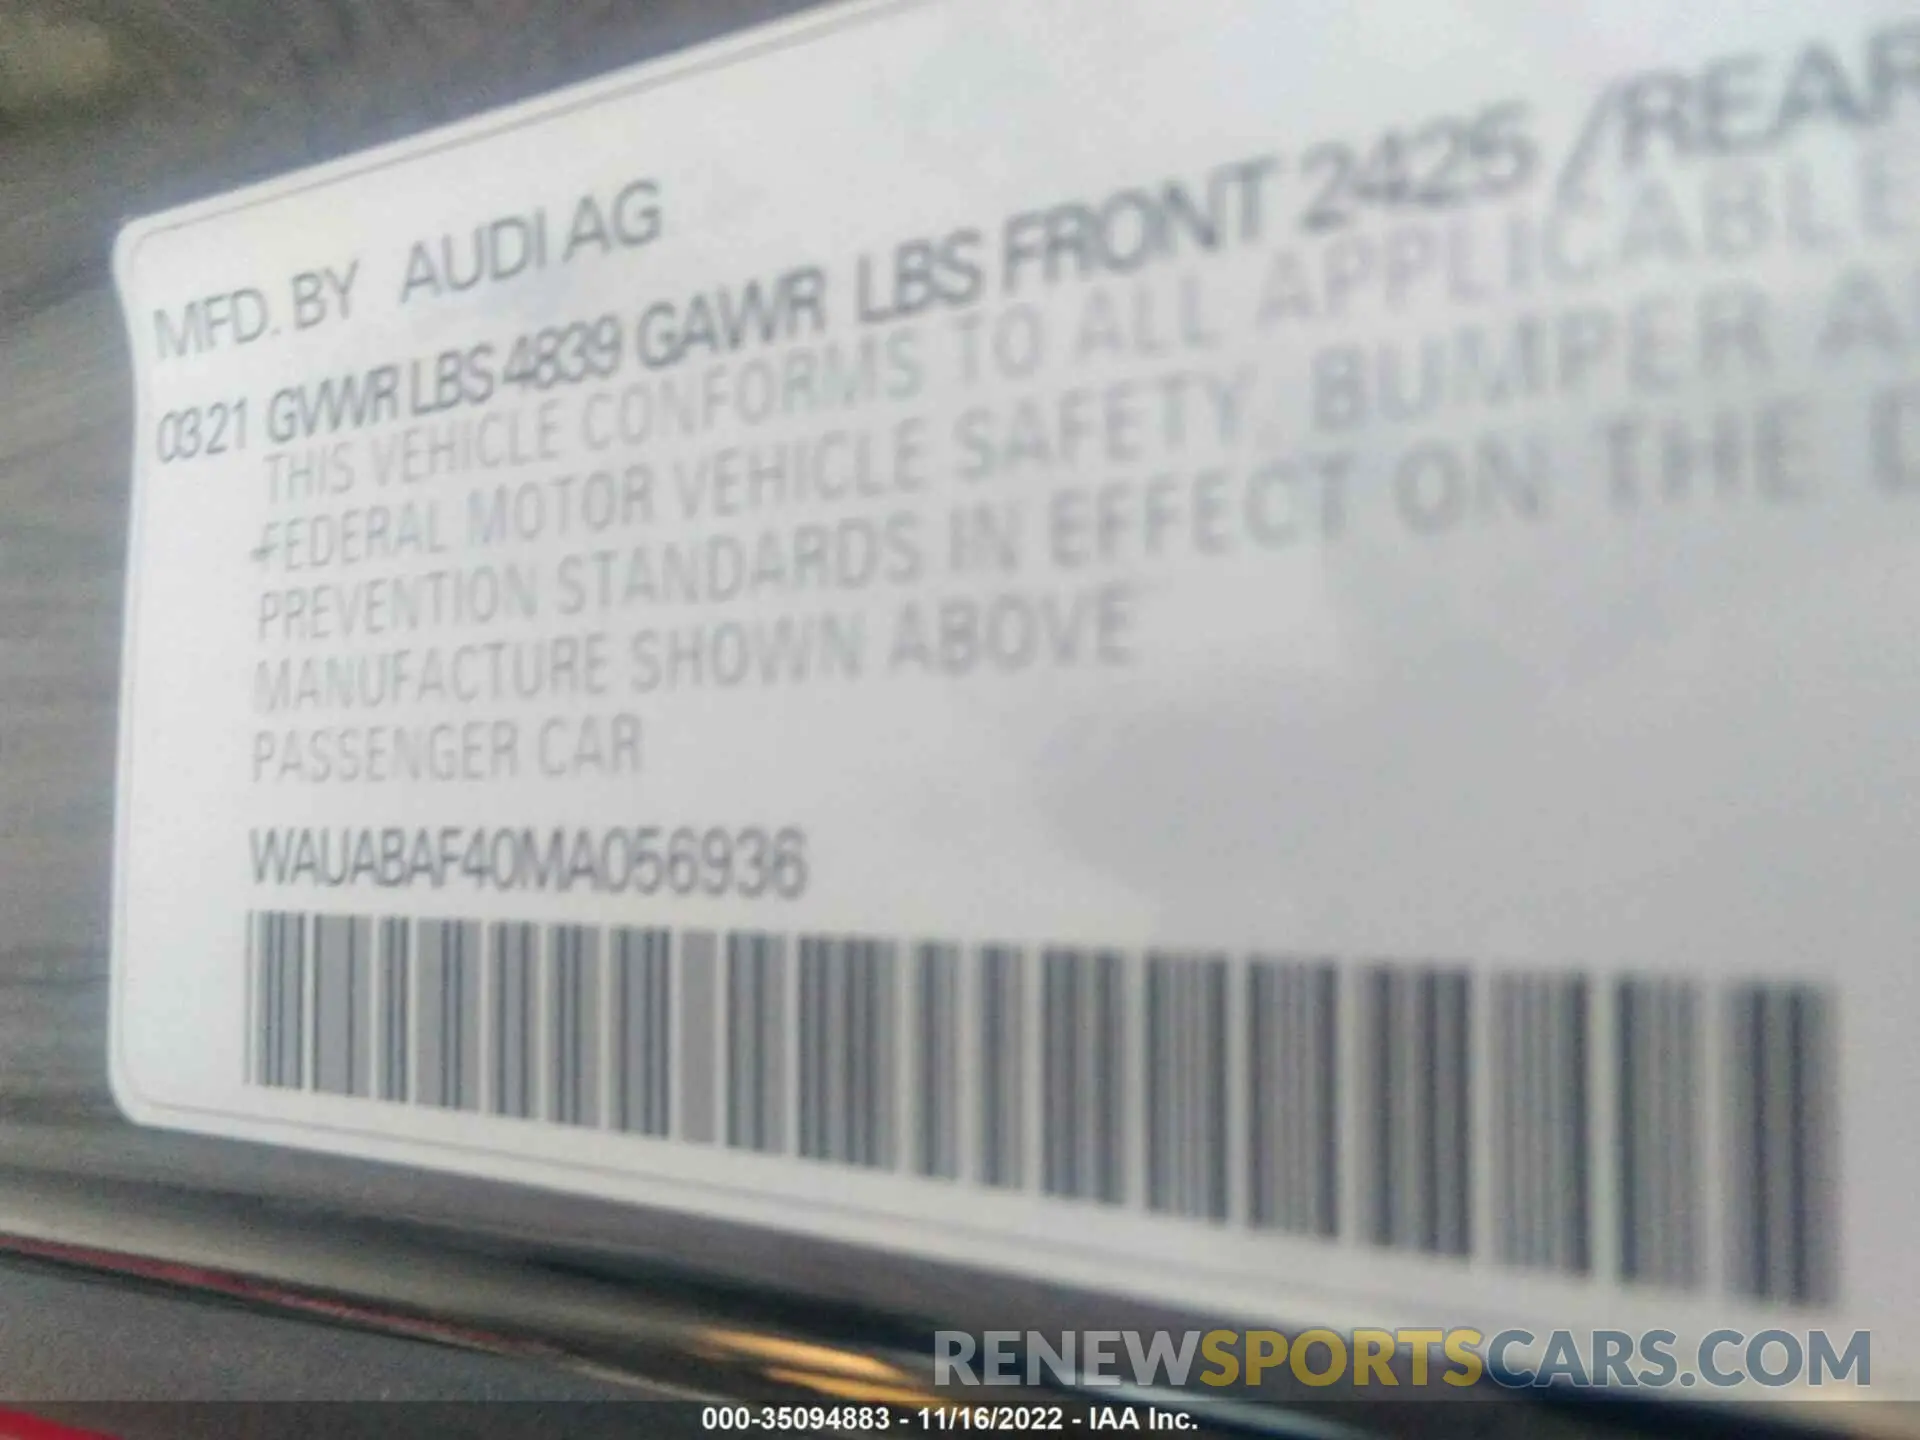 MFD. BY AUDI AG
0321 GVWR LBS 4839 GAWR LBS FRONT 2425 /REAR
THIS VEHICLE CONFORMS TO ALL APPLICABLE
FEDERAL MOTOR VEHICLE SAFETY, BUMPER A
PREVENTION STANDARDS IN EFFECT ON THE D
MANUFACTURE SHOWN ABOVE
PASSENGER CAR
WAUABAF40MA056936
RENEWSPORTSCARS.COM
000-35094883 - 11/16/2022 - IAA Inc.